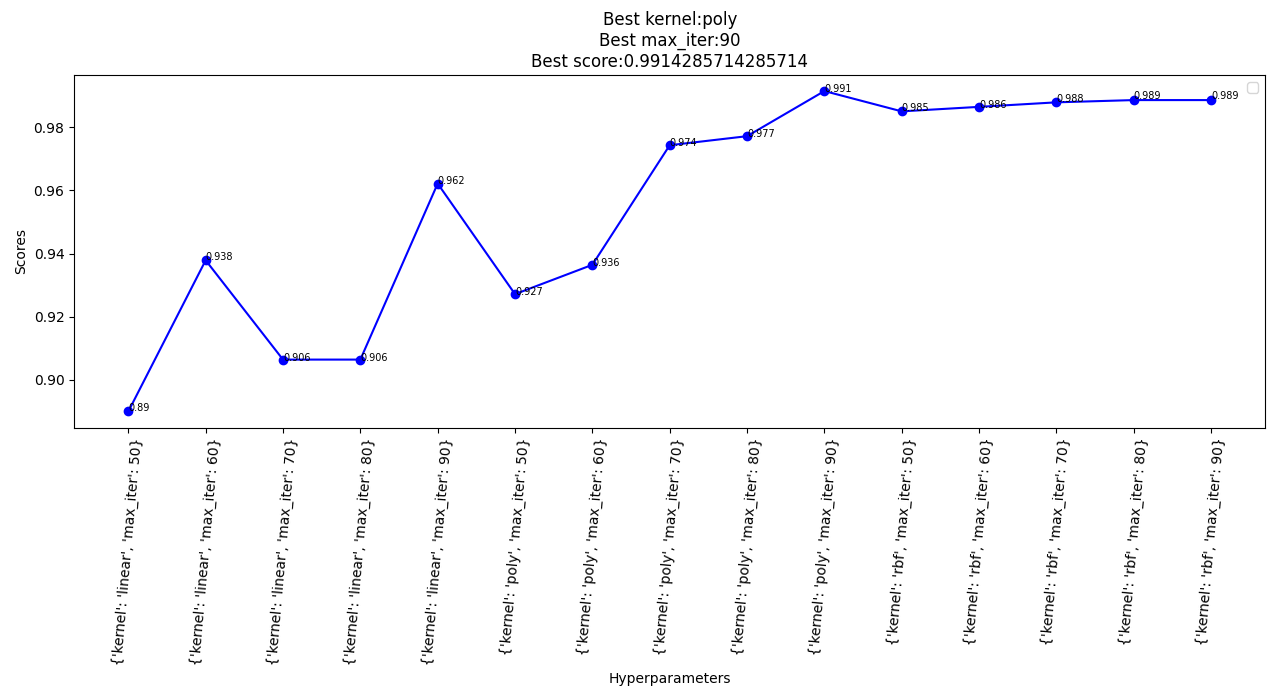 Best kernel:poly
Best max_iter:90
Best score:0.9914285714285714
Scores
0.98
0.96
0.94
0.92
0.90
0.89
0.938
0.906
0.906
0.962
0.927
0.936
0.974
0.977
0.991
0.985
0.986
0.988
0.989
0.989
{'kernel': 'linear', 'max_iter': 50}
{'kernel': 'linear', 'max_iter': 60}
{'kernel': 'linear', 'max_iter': 70}
{'kernel': 'linear', 'max_iter': 80}
{'kernel': 'linear', 'max_iter': 90}
{'kernel': 'poly', 'max_iter': 50}
{'kernel': 'poly', 'max_iter': 60}
{'kernel': 'poly', 'max_iter': 70}
{'kernel': 'poly', 'max_iter': 80}
{'kernel': 'poly', 'max_iter': 90}
{'kernel': 'rbf', 'max_iter': 50}
{'kernel': 'rbf', 'max_iter': 60}
{'kernel': 'rbf', 'max_iter': 70}
{'kernel': 'rbf', 'max_iter': 80}
{'kernel': 'rbf', 'max_iter': 90}
Hyperparameters